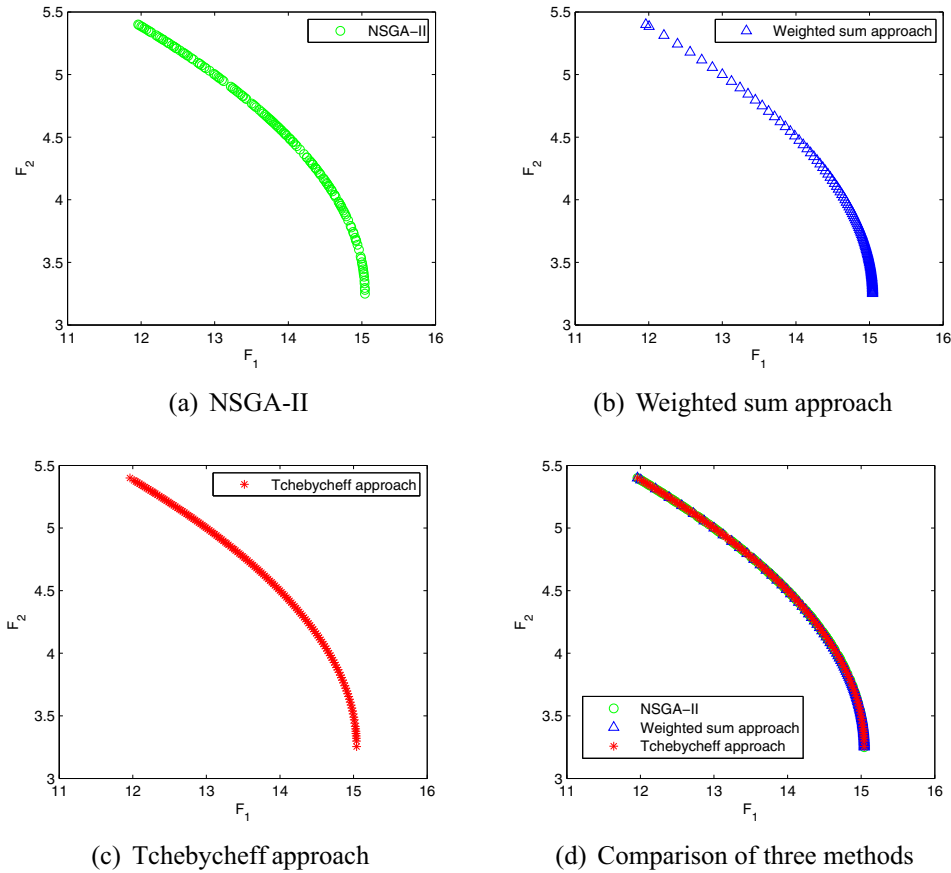 5.5
5
4.5
4
3.5
3
11 12 13 14 15 16
F2
F1
NSGA-II
(a) NSGA-II
5.5
5
4.5
4
3.5
3
11 12 13 14 15 16
F2
F1
Weighted sum approach
(b) Weighted sum approach
5.5
5
4.5
4
3.5
3
11 12 13 14 15 16
F2
F1
Tchebycheff approach
(c) Tchebycheff approach
5.5
5
4.5
4
3.5
3
11 12 13 14 15 16
F2
F1
NSGA-II
Weighted sum approach
Tchebycheff approach
(d) Comparison of three methods